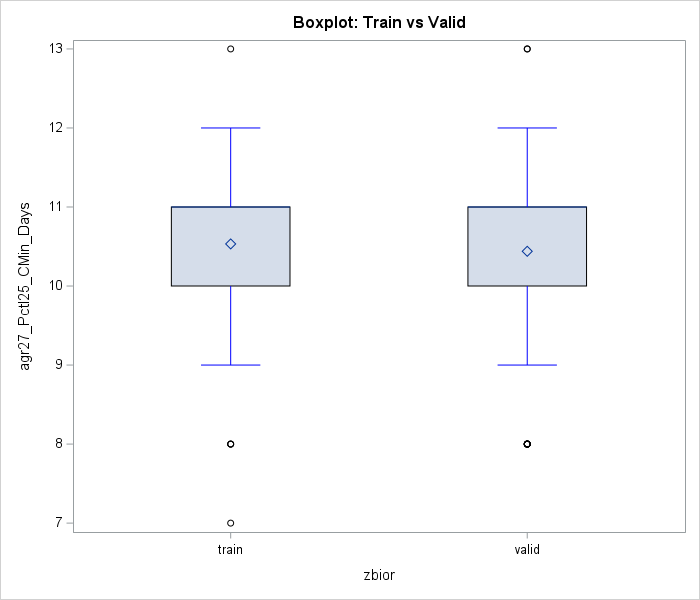 Boxplot: Train vs Valid
13
12
11
10
9
8
7
agr27_Pctl25_CMin_Days
train
valid
zbior